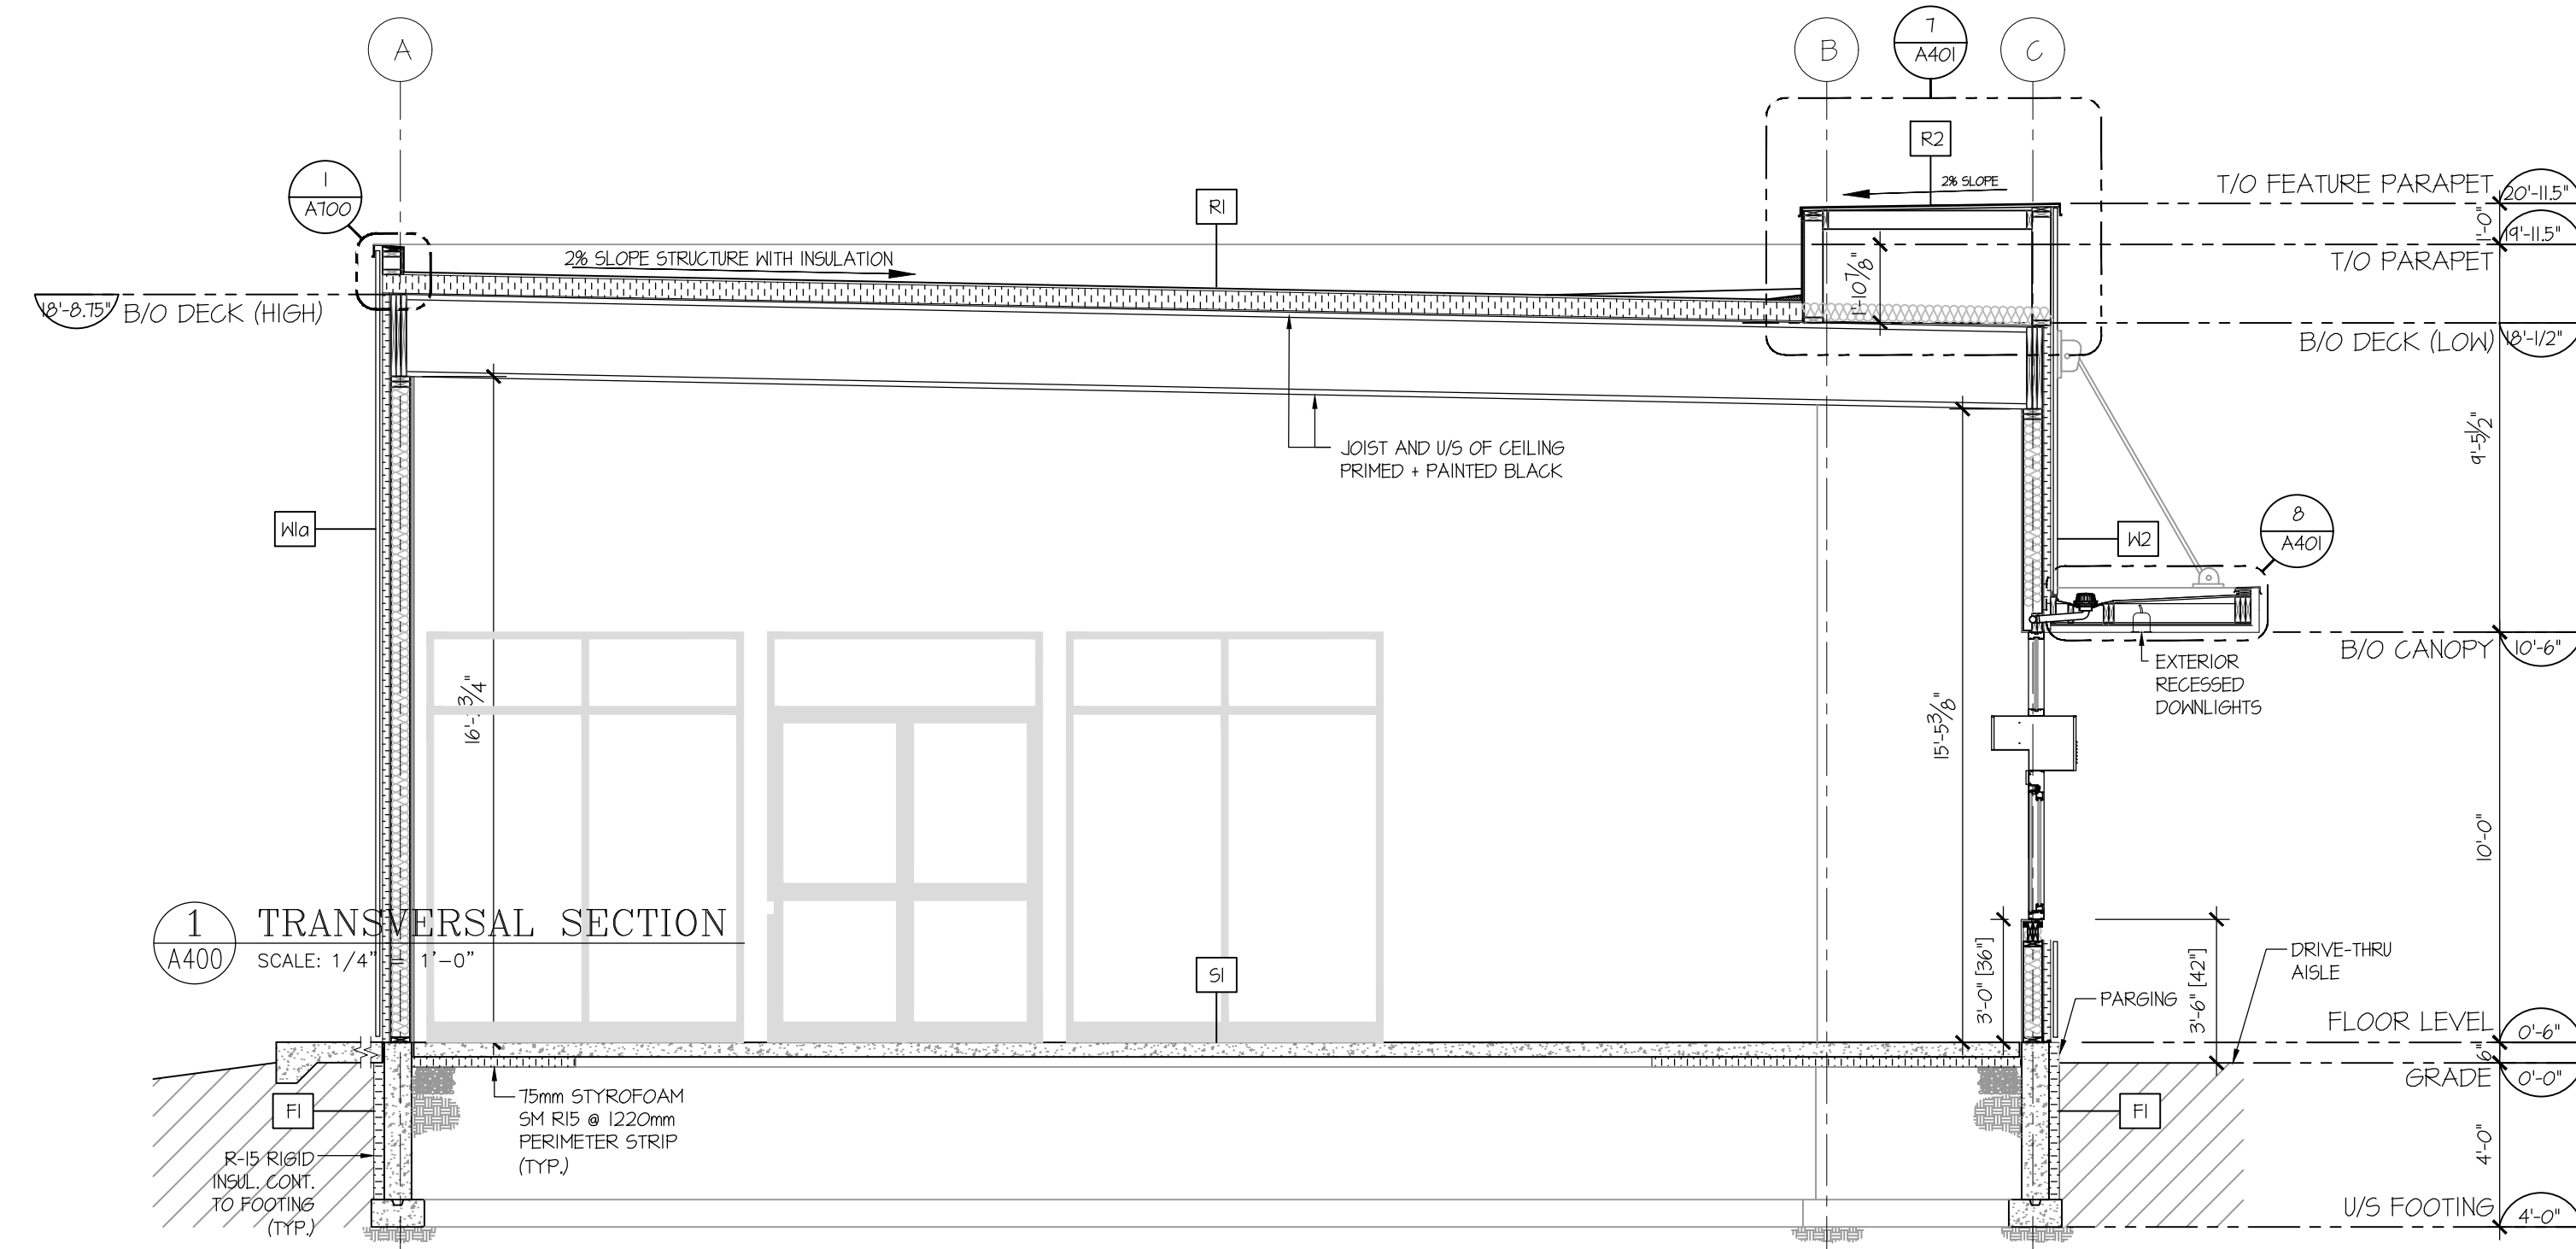 A
B
7
A401
C
R2
2% SLOPE
T/O FEATURE PARAPET
20'-11.5"
1'-0"
19'-11.5"
T/O PARAPET
1
A700
R1
2% SLOPE STRUCTURE WITH INSULATION
1'-10 7/8"
18'-8.75"
B/O DECK (HIGH)
B/O DECK (LOW)
18'-1/2"
JOIST AND U/S OF CEILING
PRIMED + PAINTED BLACK
9'-5 1/2"
W1a
W2
8
A401
B/O CANOPY
10'-6"
EXTERIOR
RECESSED
DOWNLIGHTS
3/4"
15'-5 3/8"
10'-0"
1
A400
TRANSVERSAL SECTION
SCALE: 1/4" = 1'-0"
S1
3'-0" [36"]
3'-6" [42"]
DRIVE-THRU
AISLE
PARGING
FLOOR LEVEL
0'-6"
6"
GRADE
0'-0"
F1
75mm STYROFOAM
SM R15 @ 1220mm
PERIMETER STRIP
(TYP.)
F1
R-15 RIGID
INSUL. CONT.
TO FOOTING
(TYP.)
4'-0"
U/S FOOTING
4'-0"